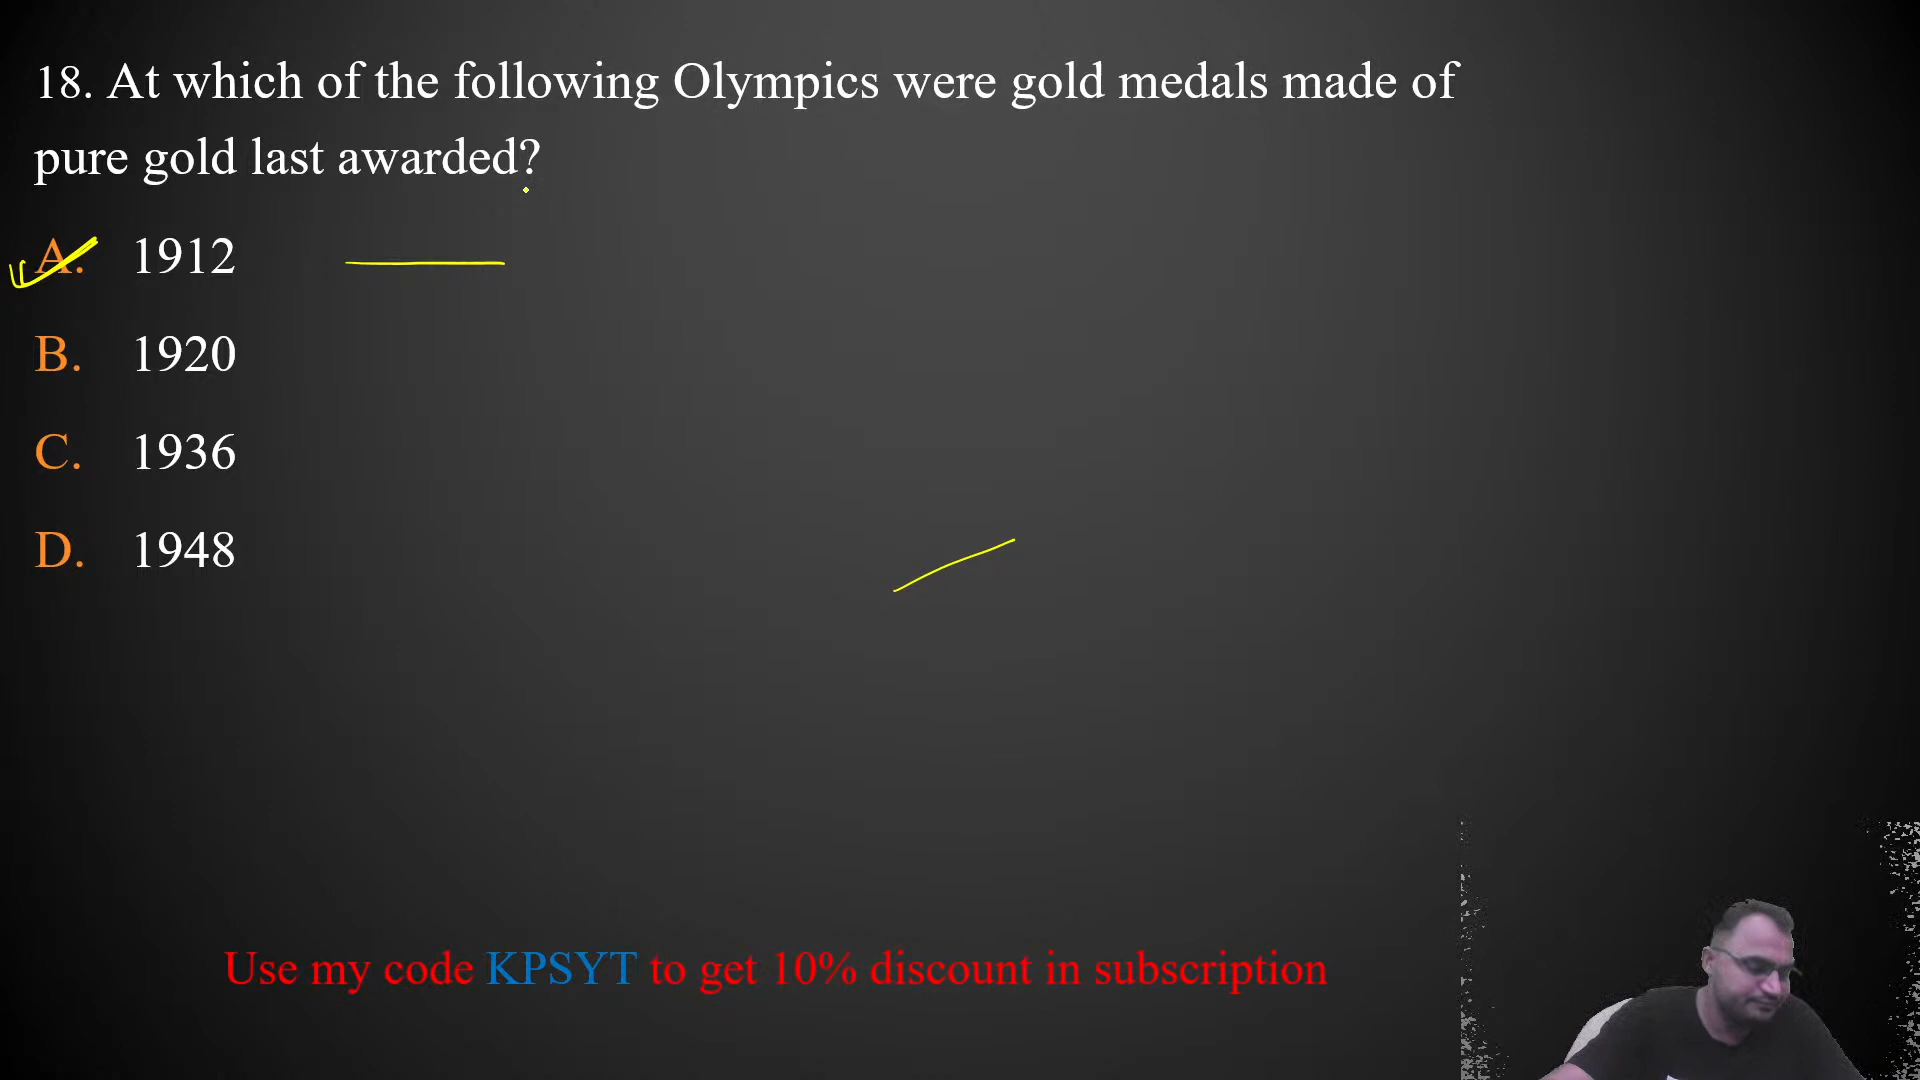 18. At which of the following Olympics were gold medals made of
pure gold last awarded?
A. 1912
B. 1920
C. 1936
D. 1948
Use my code KPSYT to get 10% discount in subscription